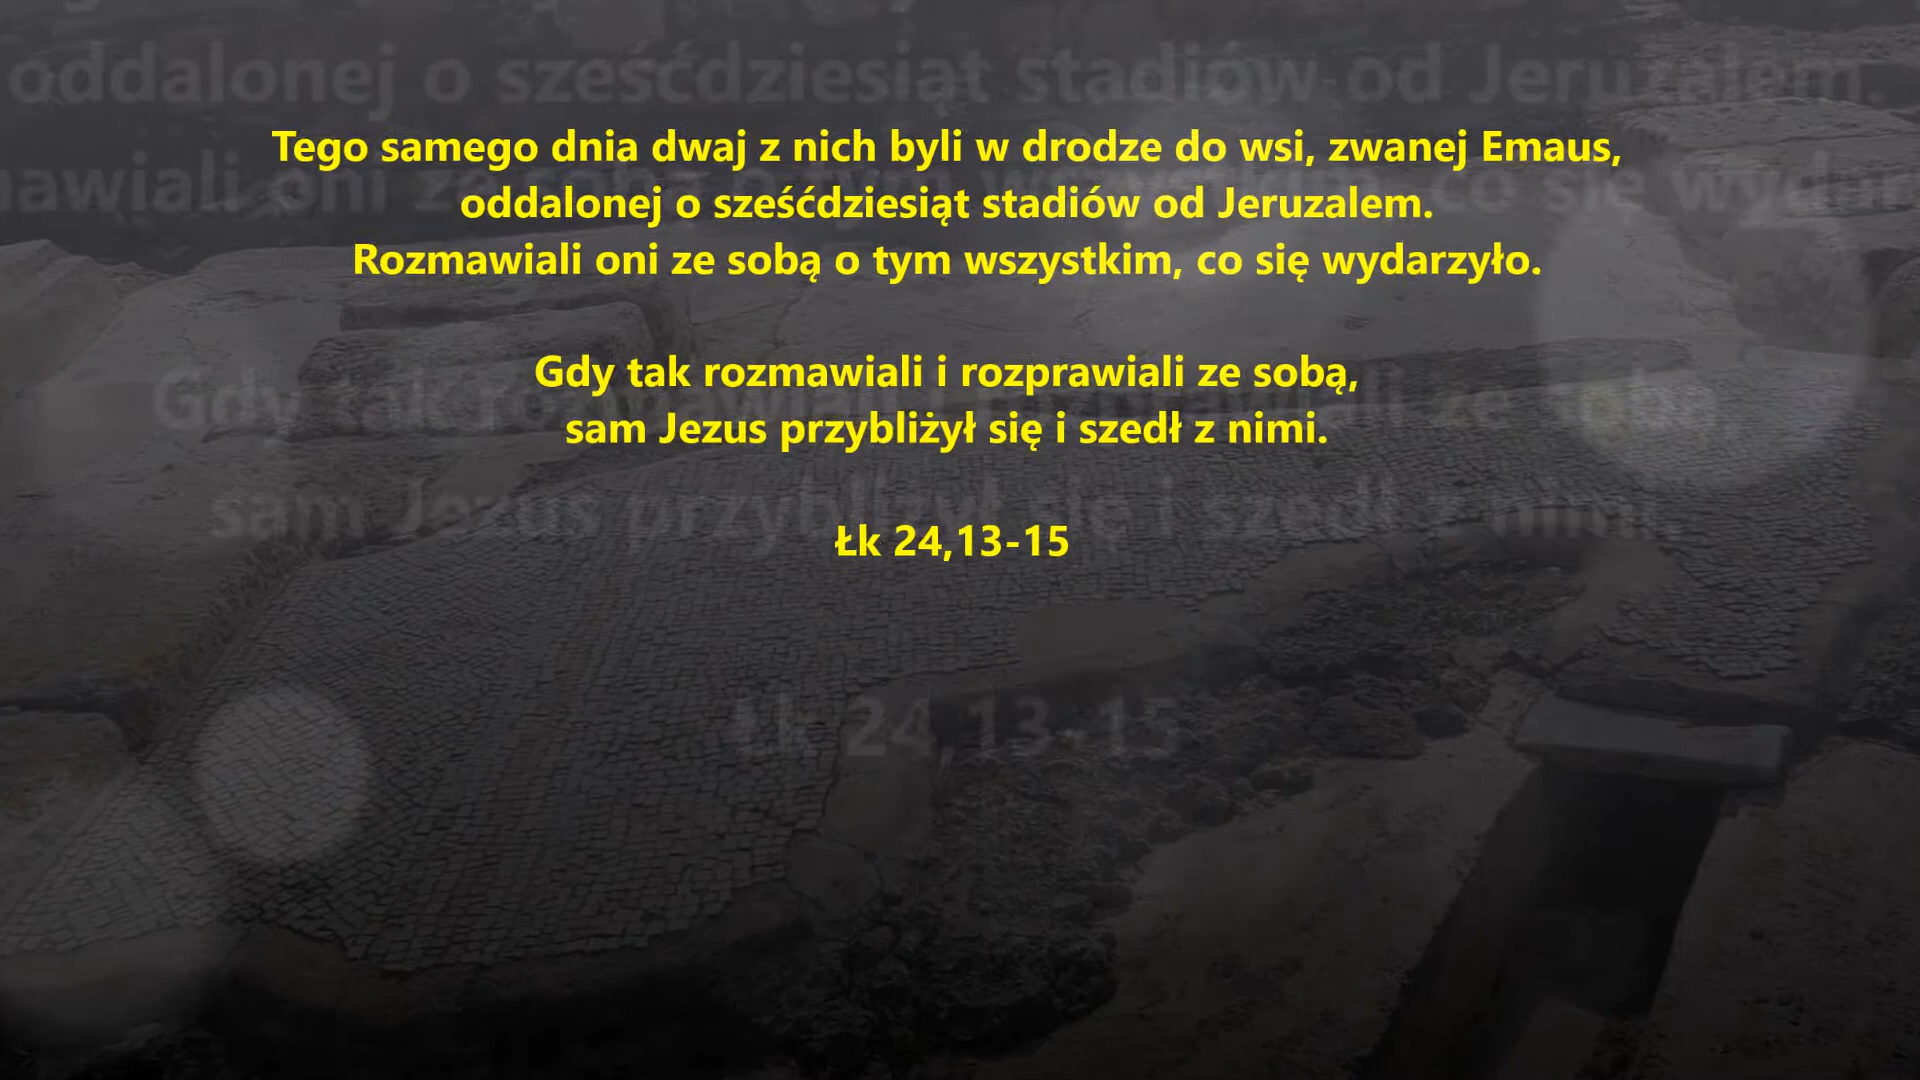 Tego samego dnia dwaj z nich byli w drodze do wsi, zwanej Emaus,
oddalonej o sześćdziesiąt stadiów od Jeruzalem.
Rozmawiali oni ze sobą o tym wszystkim, co się wydarzyło.
Gdy tak rozmawiali i rozprawiali ze sobą,
sam Jezus przybliżył się i szedł z nimi.
Łk 24,13-15